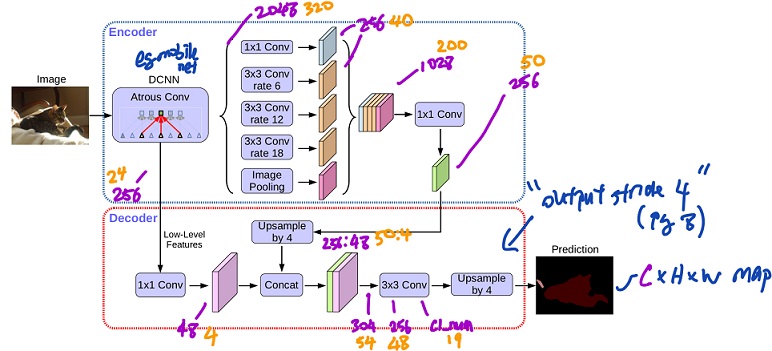 2048 320
256 40
Encoder
eg. mobile
net
Image
DCNN
Atrous Conv
1x1 Conv
3x3 Conv
rate 6
3x3 Conv
rate 12
3x3 Conv
rate 18
Image
Pooling
200
1028
1x1 Conv
50
256
24
256
Decoder
Low-Level
Features
Upsample
by 4
256:48 50:4
"output stride 4"
(pg 8)
1x1 Conv
48 4
Concat
3x3 Conv
304 256 cl_num
54 48 19
Upsample
by 4
Prediction
C x H x W MAP